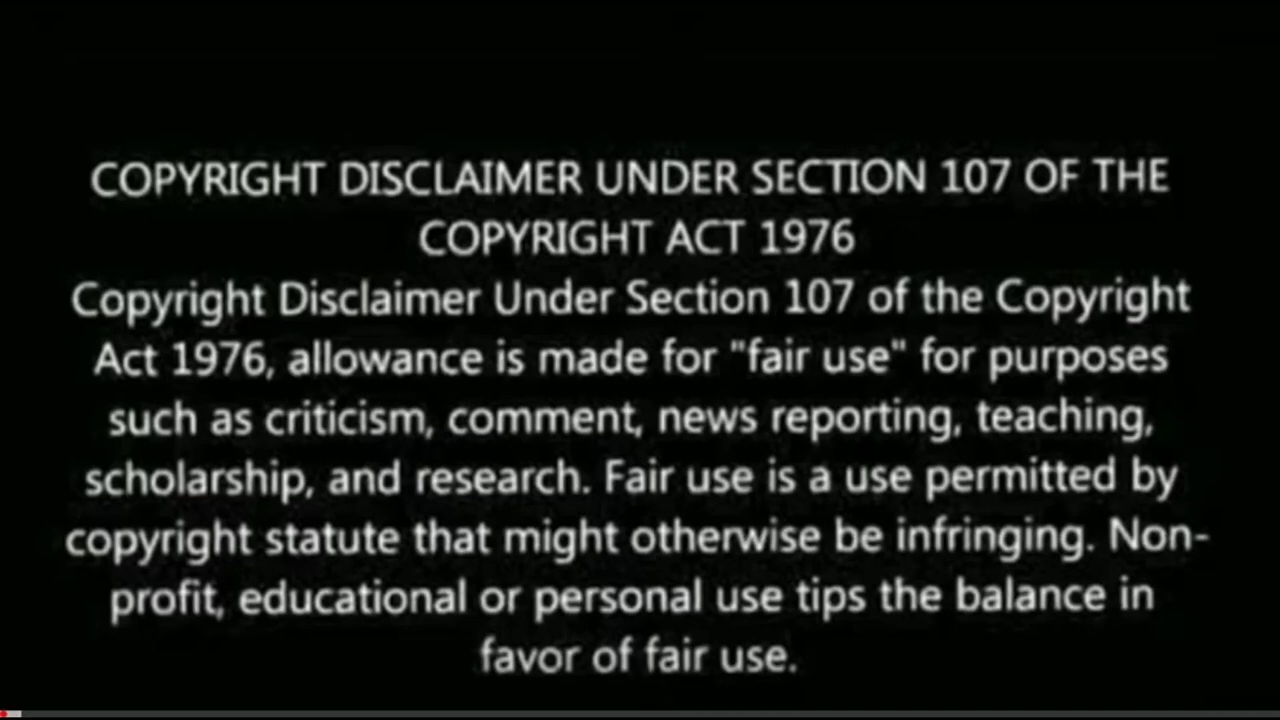 COPYRIGHT DISCLAIMER UNDER SECTION 107 OF THE
COPYRIGHT ACT 1976
Copyright Disclaimer Under Section 107 of the Copyright
Act 1976, allowance is made for "fair use" for purposes
such as criticism, comment, news reporting, teaching,
scholarship, and research. Fair use is a use permitted by
copyright statute that might otherwise be infringing. Non-
profit, educational or personal use tips the balance in
favor of fair use.